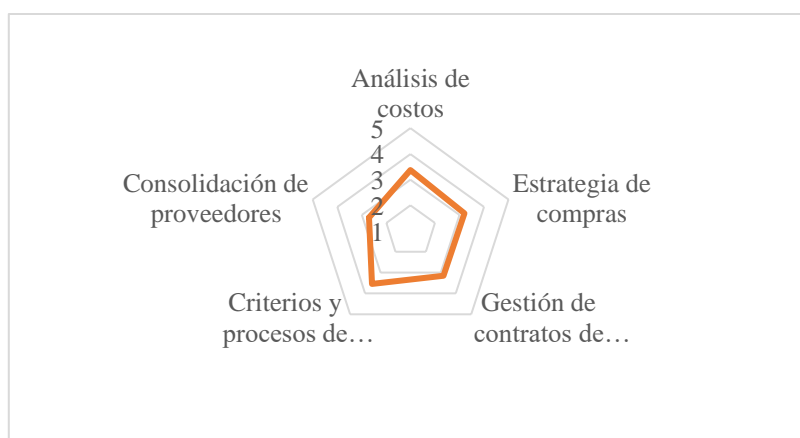 Análisis de
costos
5
4
3
2
1
Estrategia de
compras
Gestión de
contratos de…
Criterios y
procesos de…
Consolidación de
proveedores